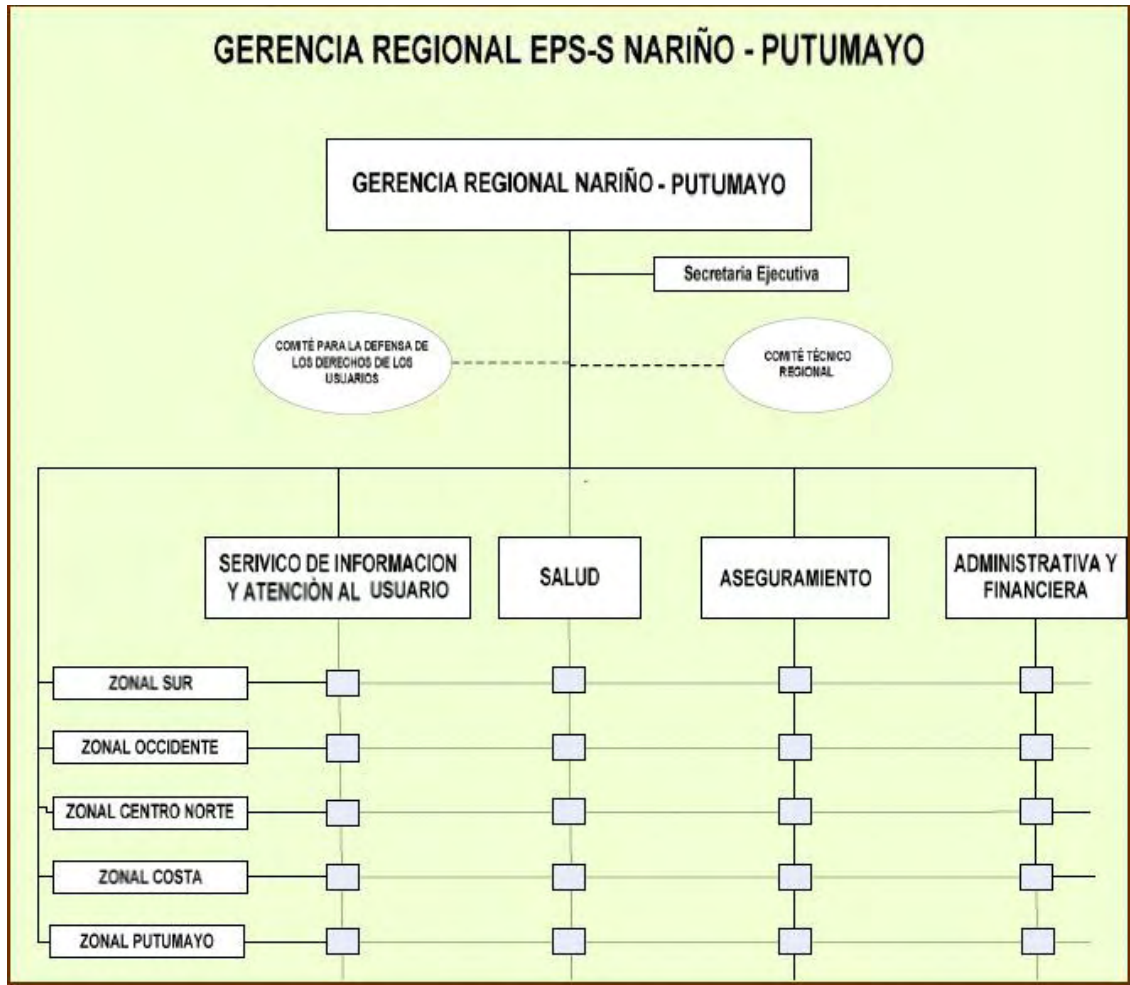 GERENCIA REGIONAL EPS-S NARIÑO - PUTUMAYO
GERENCIA REGIONAL NARIÑO - PUTUMAYO
Secretaria Ejecutiva
COMITÉ PARA LA DEFENSA DE
LOS DERECHOS DE LOS
USUARIOS
COMITÉ TÉCNICO
REGIONAL
SERIVICO DE INFORMACION
Y ATENCIÓN AL USUARIO
SALUD
ASEGURAMIENTO
ADMINISTRATIVA Y
FINANCIERA
ZONAL SUR
ZONAL OCCIDENTE
ZONAL CENTRO NORTE
ZONAL COSTA
ZONAL PUTUMAYO